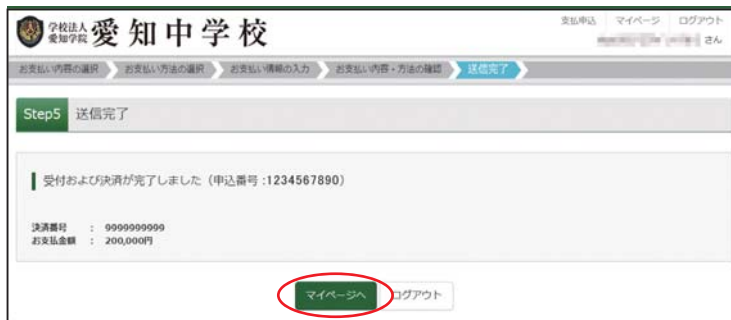 学校法人
愛知学院
愛知中学校
支払申込 マイページ ログアウト
さん
お支払い内容の選択 お支払い方法の選択 お支払い情報の入力 お支払い内容・方法の確認 送信完了
Step5 送信完了
受付および決済が完了しました（申込番号:1234567890）
決済番号 : 9999999999
お支払金額 : 200,000円
マイページへ ログアウト